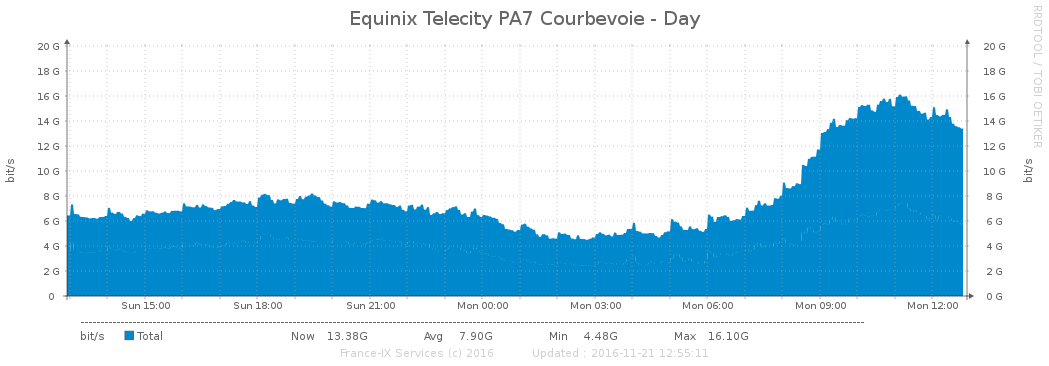 Equinix Telecity PA7 Courbevoie - Day
RRDTOOL / TOBI OETIKER
20 G 20 G
18 G 18 G
16 G 16 G
14 G 14 G
12 G 12 G
10 G 10 G
8 G 8 G
6 G 6 G
4 G 4 G
2 G 2 G
0 0 G
bit/s
bit/s
Sun 15:00 Sun 18:00 Sun 21:00 Mon 00:00 Mon 03:00 Mon 06:00 Mon 09:00 Mon 12:00
bit/s Total Now 13.38G Avg 7.90G Min 4.48G Max 16.10G
France-IX Services (c) 2016 Updated : 2016-11-21 12:55:11